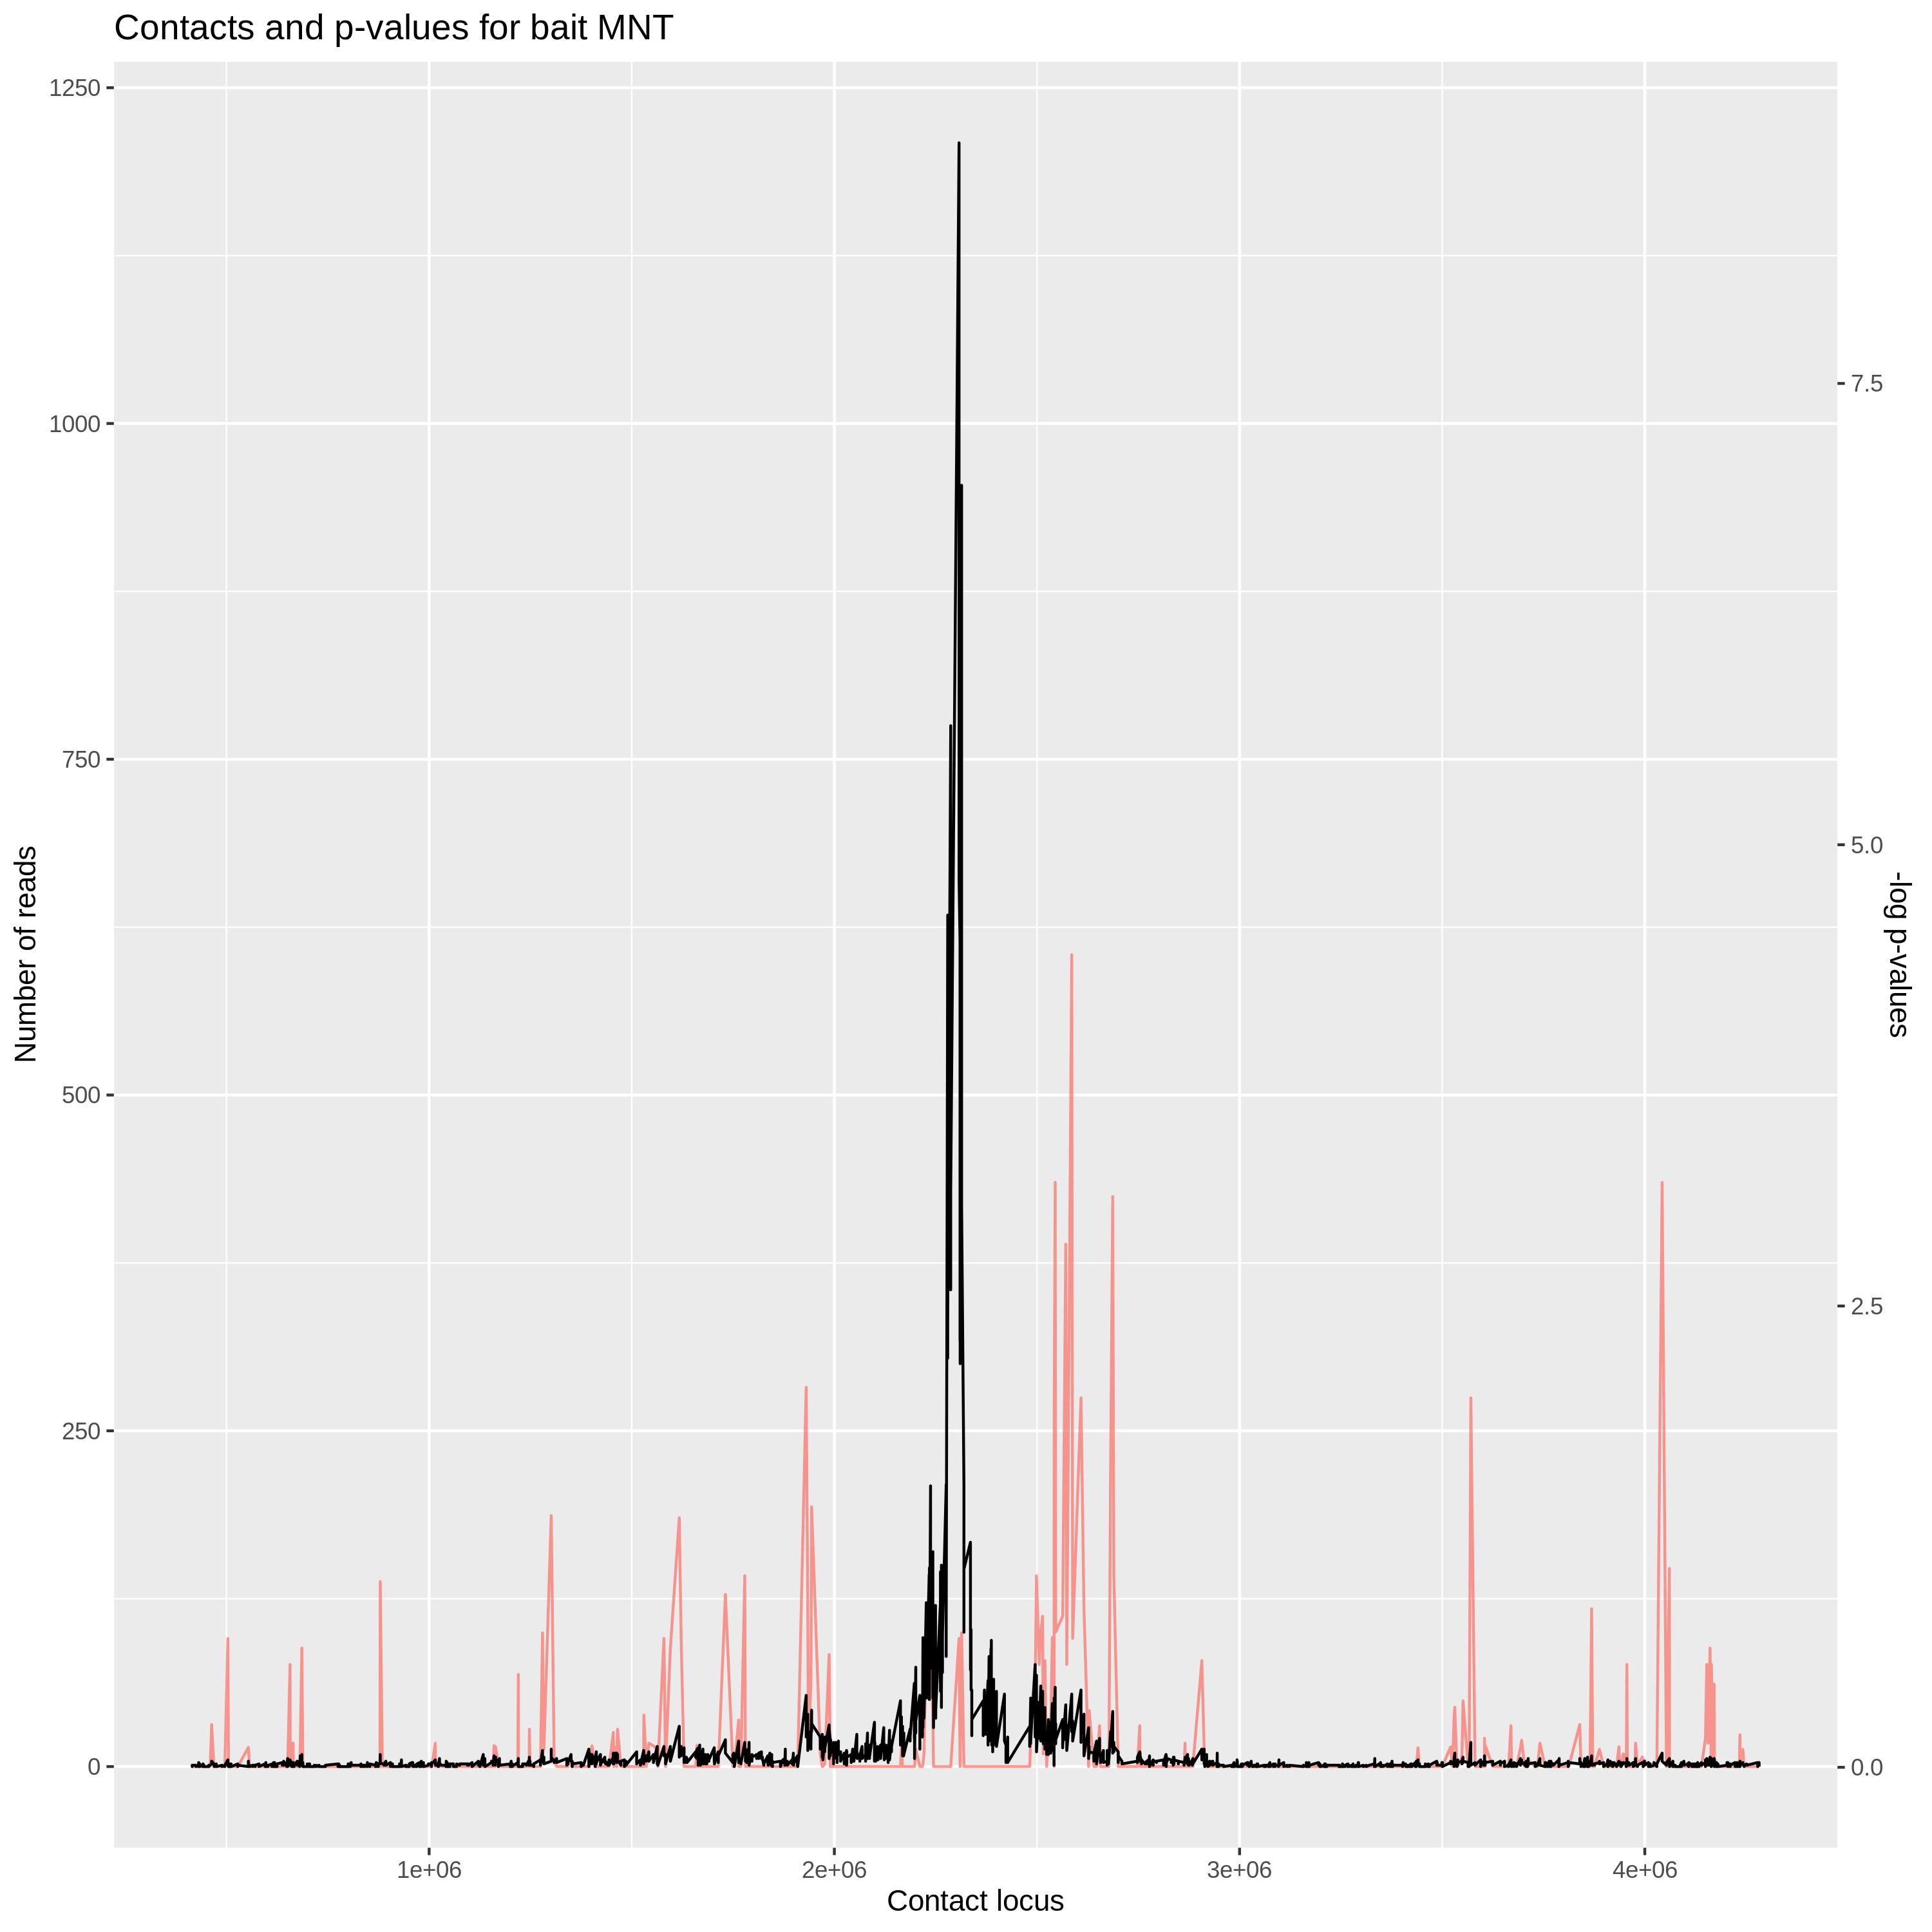 Contacts and p-values for bait MNT
1250
1000
750
500
250
0
Number of reads
7.5
5.0
2.5
0.0
-log p-values
1e+06
2e+06
3e+06
4e+06
Contact locus